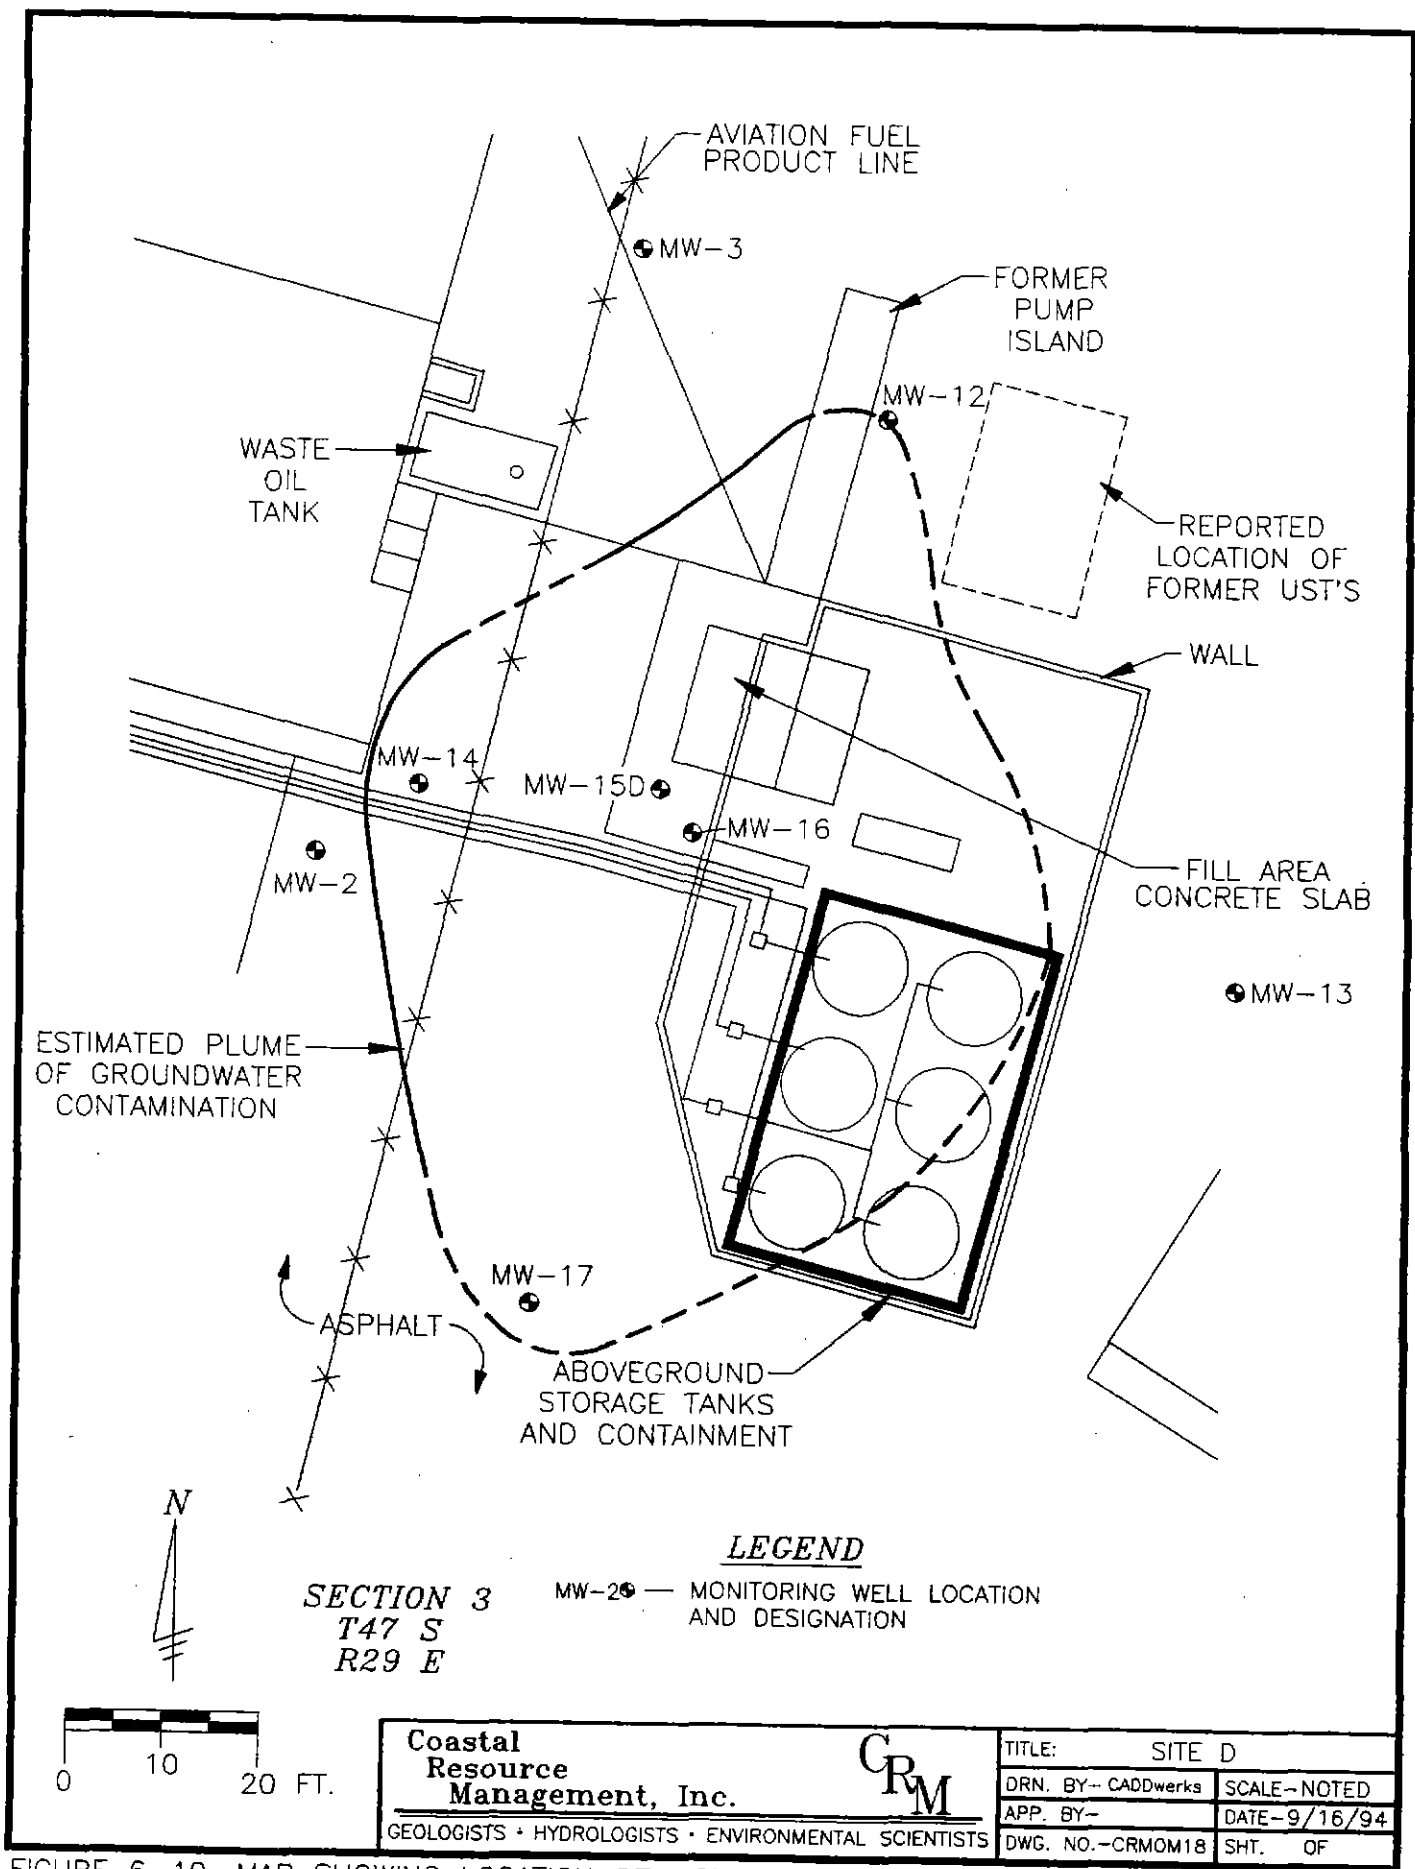 AVIATION FUEL
PRODUCT LINE
MW-3
FORMER
PUMP
ISLAND
MW-12
WASTE
OIL
TANK
REPORTED
LOCATION OF
FORMER UST'S
WALL
MW-14
MW-15D
MW-16
MW-2
FILL AREA
CONCRETE SLAB
MW-13
ESTIMATED PLUME
OF GROUNDWATER
CONTAMINATION
MW-17
ASPHALT
ABOVEGROUND
STORAGE TANKS
AND CONTAINMENT
N
LEGEND
MW-2 — MONITORING WELL LOCATION
AND DESIGNATION
SECTION 3
T47 S
R29 E
0 10 20 FT.
Coastal
Resource
Management, Inc.
CRM
GEOLOGISTS • HYDROLOGISTS • ENVIRONMENTAL SCIENTISTS
TITLE: SITE D
DRN. BY-- CADDwerks
SCALE-NOTED
APP. BY-
DATE-9/16/94
DWG. NO.-CRMOM18
SHT. OF